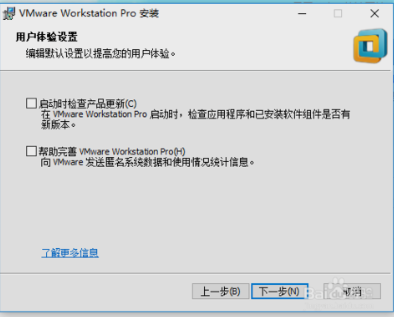 VMware Workstation Pro 安装
用户体验设置
编辑默认设置以提高您的用户体验。
启动时检查产品更新(C)
在 VMware Workstation Pro 启动时，检查应用程序和已安装软件组件是否有
新版本。
帮助完善 VMware Workstation Pro(H)
向 VMware 发送匿名系统数据和使用情况统计信息。
了解更多信息
上一步(B) 下一步(N) 取消